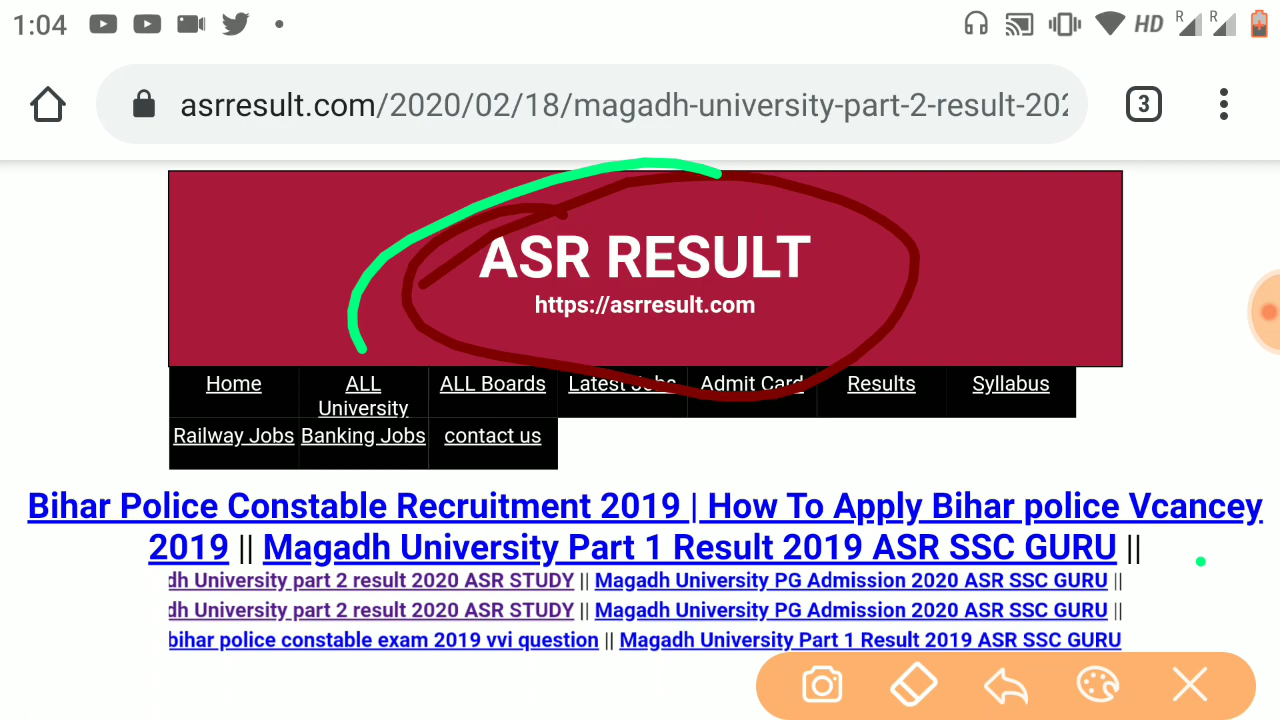 1:04
HD R R
asrresult.com/2020/02/18/magadh-university-part-2-result-202
3
ASR RESULT
https://asrresult.com
Home ALL University ALL Boards Latest Jobs Admit Card Results Syllabus
Railway Jobs Banking Jobs contact us
Bihar Police Constable Recruitment 2019 | How To Apply Bihar police Vcancey
2019 || Magadh University Part 1 Result 2019 ASR SSC GURU ||
dh University part 2 result 2020 ASR STUDY || Magadh University PG Admission 2020 ASR SSC GURU ||
dh University part 2 result 2020 ASR STUDY || Magadh University PG Admission 2020 ASR SSC GURU ||
bihar police constable exam 2019 vvi question || Magadh University Part 1 Result 2019 ASR SSC GURU